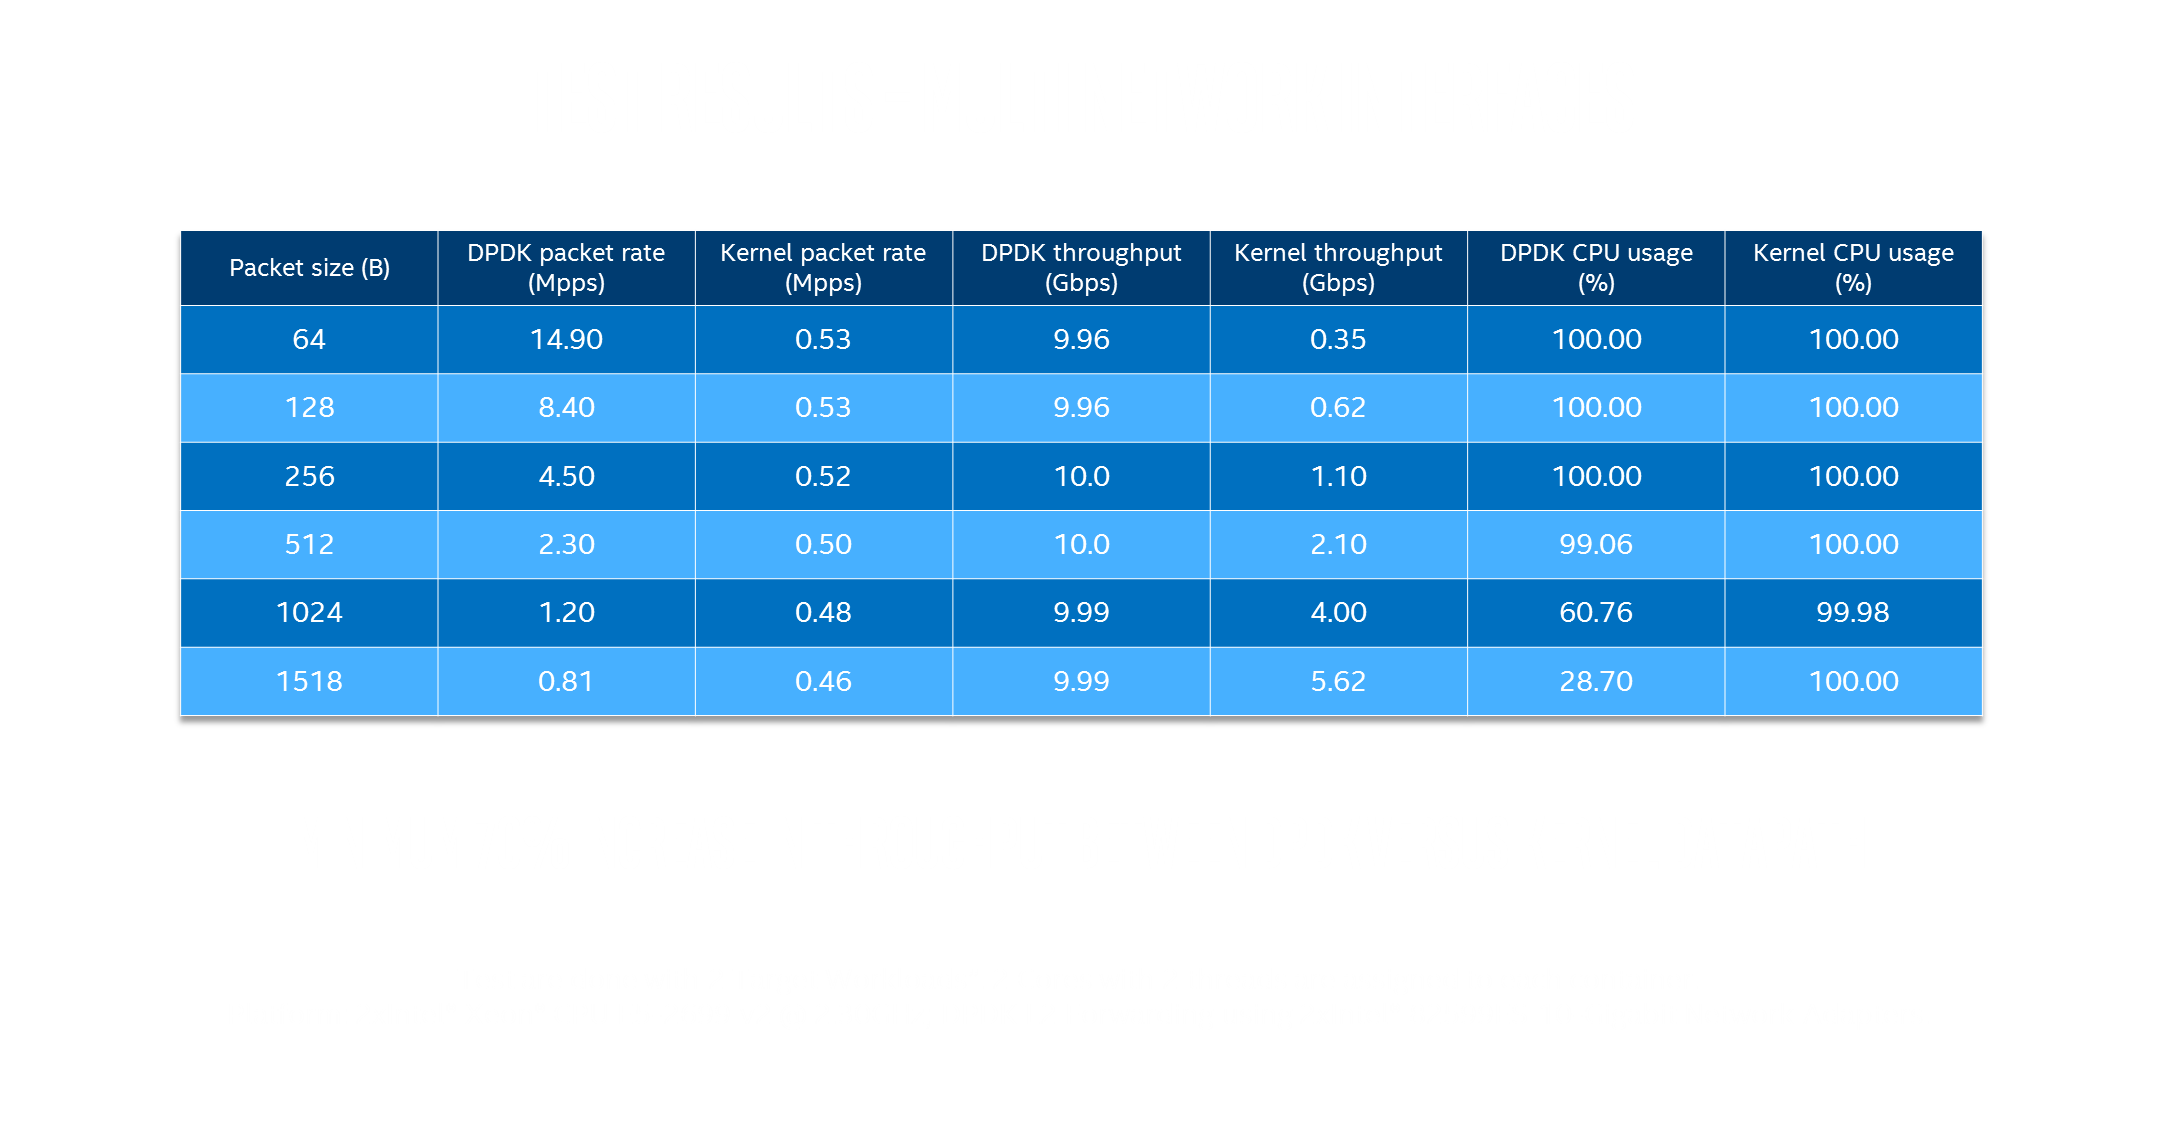 Packet size (B) DPDK packet rate (Mpps) Kernel packet rate (Mpps) DPDK throughput (Gbps) Kernel throughput (Gbps) DPDK CPU usage (%) Kernel CPU usage (%)
64 14.90 0.53 9.96 0.35 100.00 100.00
128 8.40 0.53 9.96 0.62 100.00 100.00
256 4.50 0.52 10.0 1.10 100.00 100.00
512 2.30 0.50 10.0 2.10 99.06 100.00
1024 1.20 0.48 9.99 4.00 60.76 99.98
1518 0.81 0.46 9.99 5.62 28.70 100.00